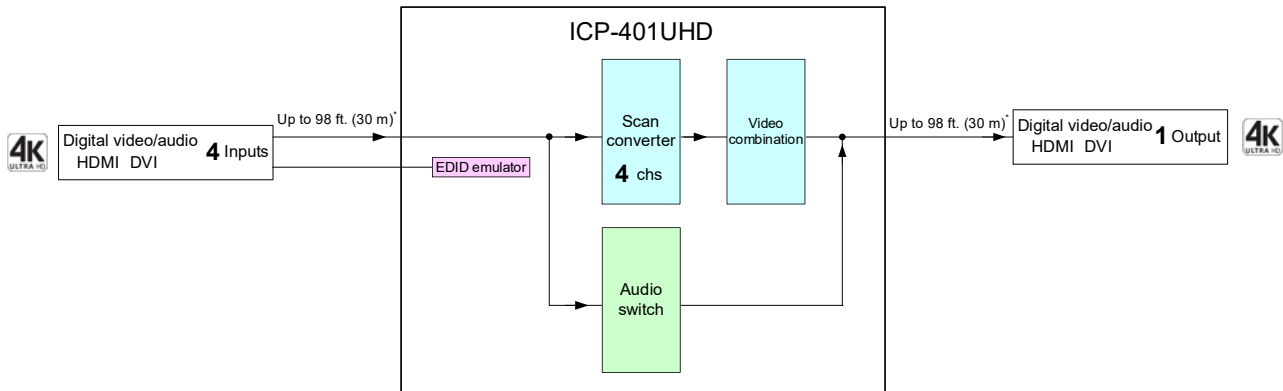 ICP-401UHD
4K
ULTRA HD
Digital video/audio
HDMI DVI
4 Inputs
Up to 98 ft. (30 m)*
EDID emulator
Scan
converter
4 chs
Video
combination
Audio
switch
Up to 98 ft. (30 m)*
Digital video/audio
HDMI DVI
1 Output
4K
ULTRA HD